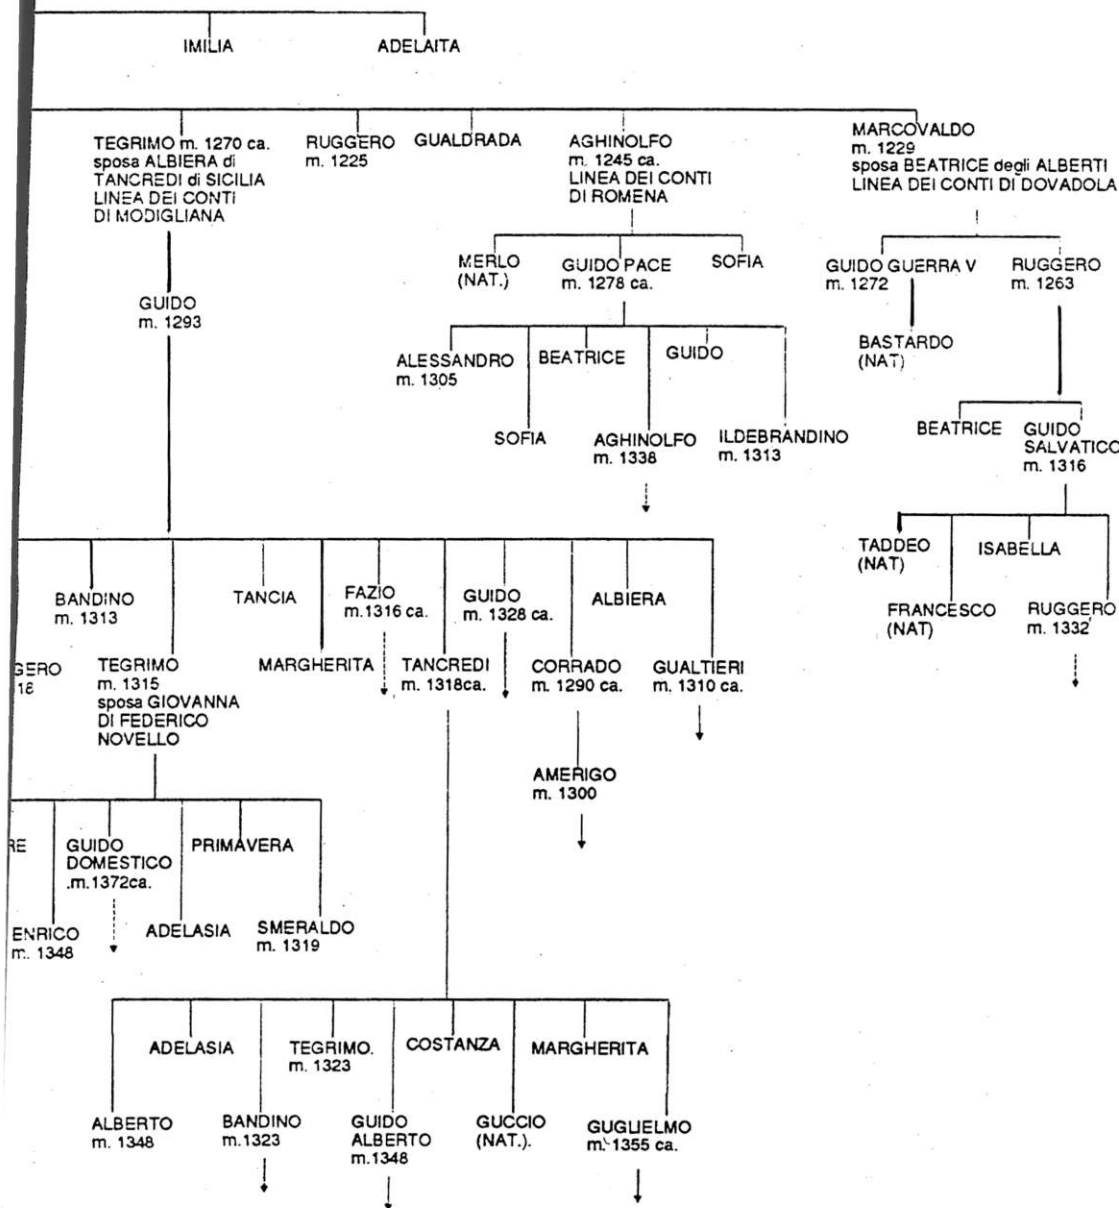 IMILIA
ADELAITA
TEGRIMO m. 1270 ca.
sposa ALBIERA di
TANCREDI di SICILIA
LINEA DEI CONTI
DI MODIGLIANA
RUGGERO
m. 1225
GUALDRADA
AGHINOLFO
m. 1245 ca.
LINEA DEI CONTI
DI ROMENA
MARCOVALDO
m. 1229
sposa BEATRICE degli ALBERTI
LINEA DEI CONTI DI DOVADOLA
MERLO
(NAT.)
GUIDO PACE
m. 1278 ca.
SOFIA
GUIDO GUERRA V
m. 1272
RUGGERO
m. 1263
GUIDO
m. 1293
BASTARDO
(NAT)
ALESSANDRO
m. 1305
BEATRICE
GUIDO
SOFIA
AGHINOLFO
m. 1338
ILDEBRANDINO
m. 1313
BEATRICE
GUIDO
SALVATICO
m. 1316
TADDEO
(NAT)
ISABELLA
FRANCESCO
(NAT)
RUGGERO
m. 1332
BANDINO
m. 1313
TANCIA
FAZIO
m.1316 ca.
GUIDO
m. 1328 ca.
ALBIERA
GERO
18
TEGRIMO
m. 1315
sposa GIOVANNA
DI FEDERICO
NOVELLO
MARGHERITA
TANCREDI
m. 1318ca.
CORRADO
m. 1290 ca.
GUALTIERI
m. 1310 ca.
AMERIGO
m. 1300
RE
GUIDO
DOMESTICO
.m.1372ca.
PRIMAVERA
ENRICO
m. 1348
ADELASIA
SMERALDO
m. 1319
ADELASIA
TEGRIMO.
m. 1323
COSTANZA
MARGHERITA
ALBERTO
m. 1348
BANDINO
m.1323
GUIDO
ALBERTO
m.1348
GUCCIO
(NAT.).
GUGLIELMO
m. 1355 ca.